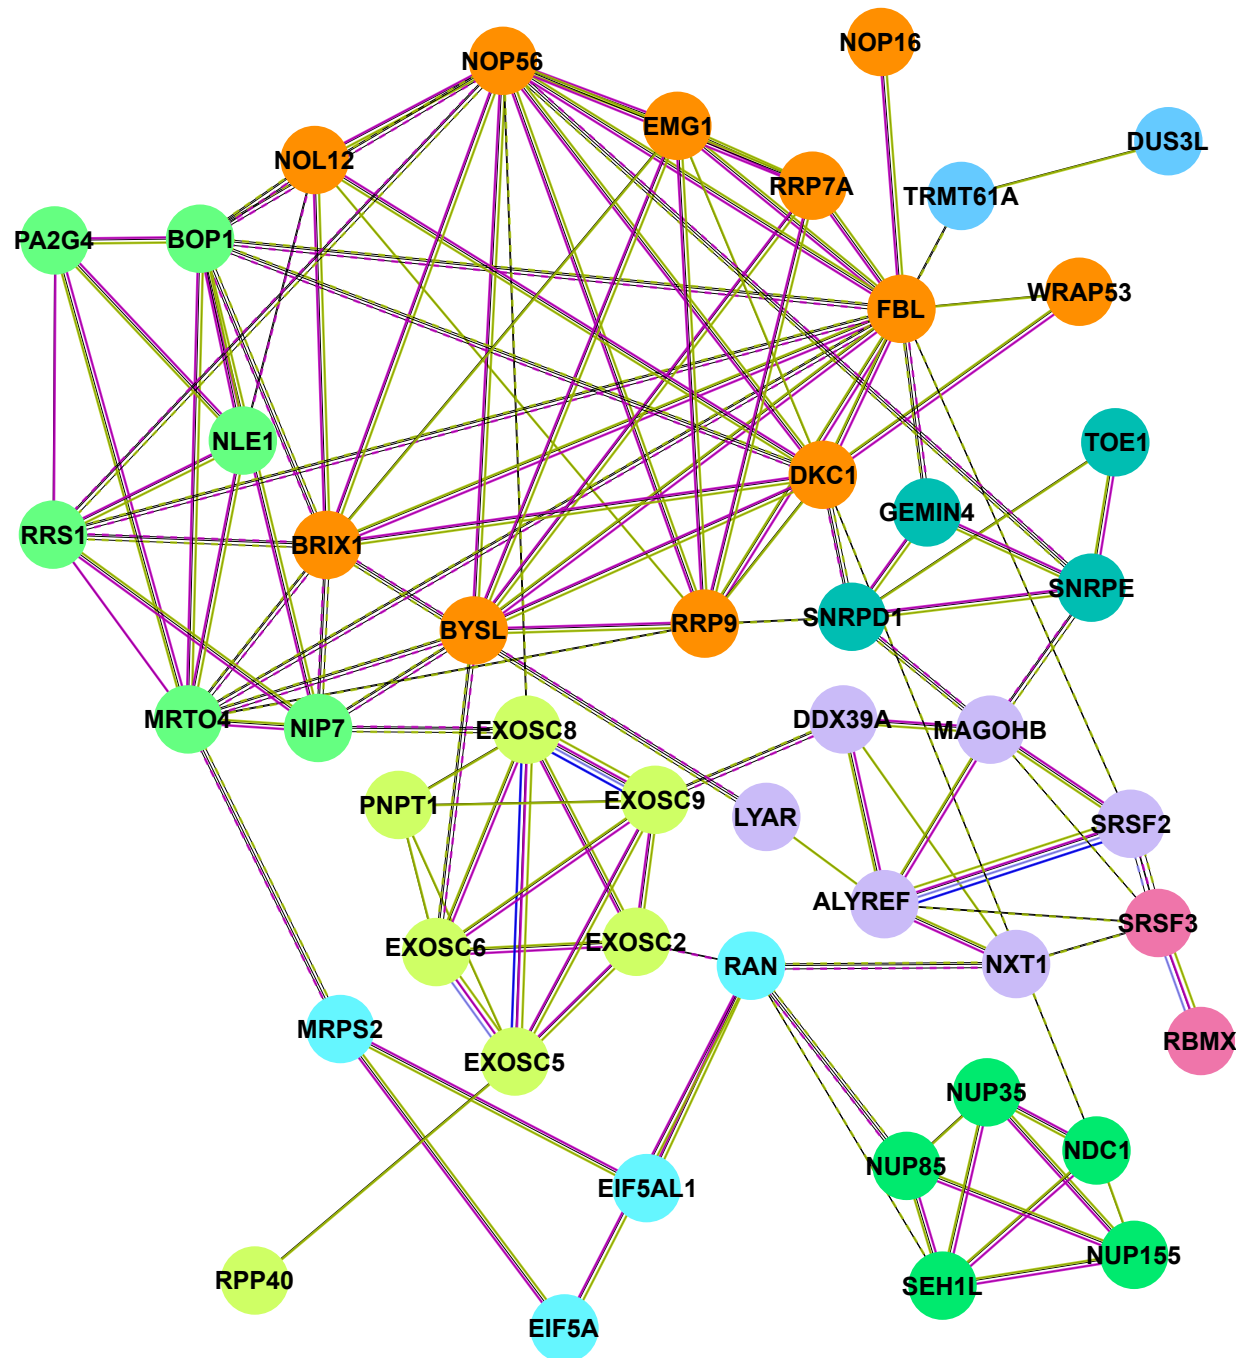 NOP16
NOP56
EMG1
DUS3L
NOL12
RRP7A
TRMT61A
PA2G4
BOP1
WRAP53
FBL
NLE1
TOE1
DKC1
GEMIN4
RRS1
BRIX1
SNRPE
SNRPD1
BYSL
RRP9
MRTO4
NIP7
EXOSC8
DDX39A
MAGOHB
PNPT1
EXOSC9
LYAR
SRSF2
ALYREF
SRSF3
EXOSC6
EXOSC2
RAN
NXT1
MRPS2
RBMX
EXOSC5
NUP35
NDC1
NUP85
EIF5AL1
NUP155
RPP40
SEH1L
EIF5A